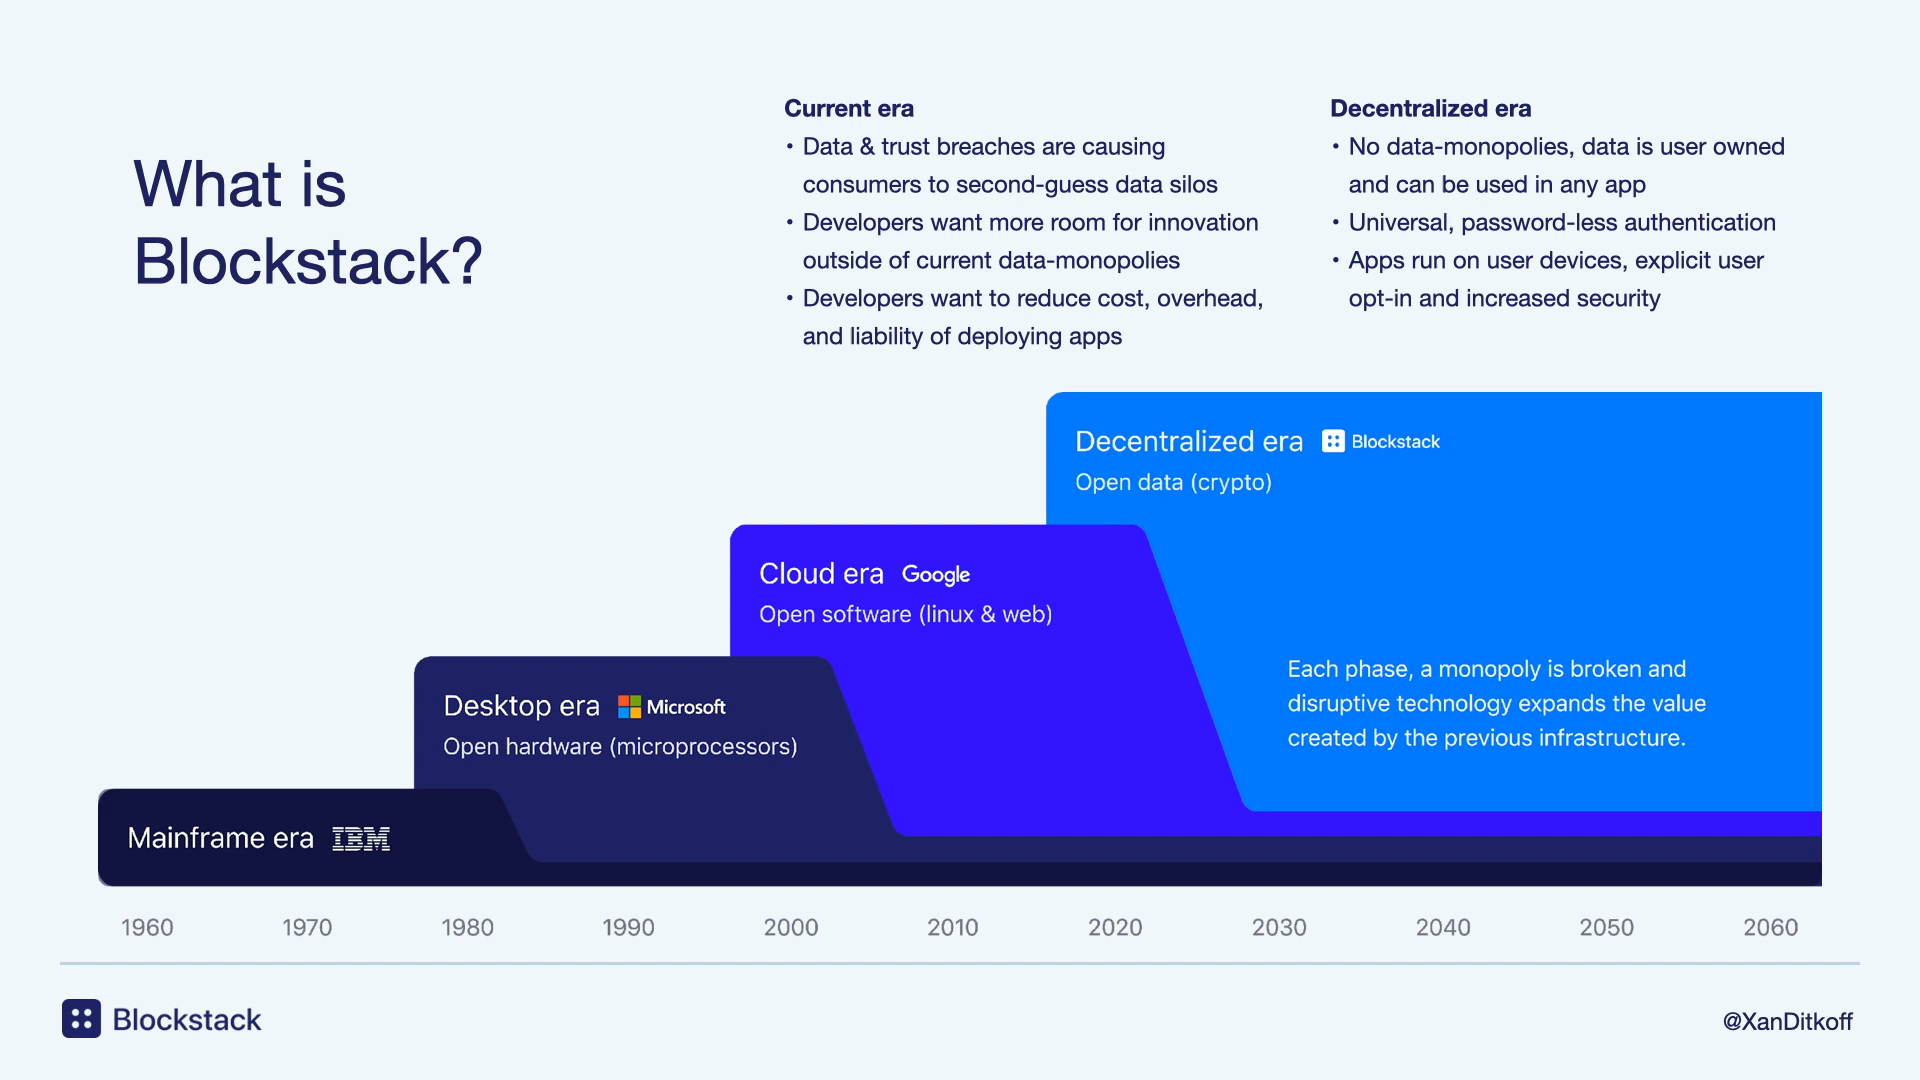 What is
Blockstack?
Current era
• Data & trust breaches are causing
consumers to second-guess data silos
• Developers want more room for innovation
outside of current data-monopolies
• Developers want to reduce cost, overhead,
and liability of deploying apps
Decentralized era
• No data-monopolies, data is user owned
and can be used in any app
• Universal, password-less authentication
• Apps run on user devices, explicit user
opt-in and increased security
Decentralized era Blockstack
Open data (crypto)
Cloud era Google
Open software (linux & web)
Each phase, a monopoly is broken and
disruptive technology expands the value
created by the previous infrastructure.
Desktop era Microsoft
Open hardware (microprocessors)
Mainframe era IBM
1960 1970 1980 1990 2000 2010 2020 2030 2040 2050 2060
Blockstack
@XanDitkoff